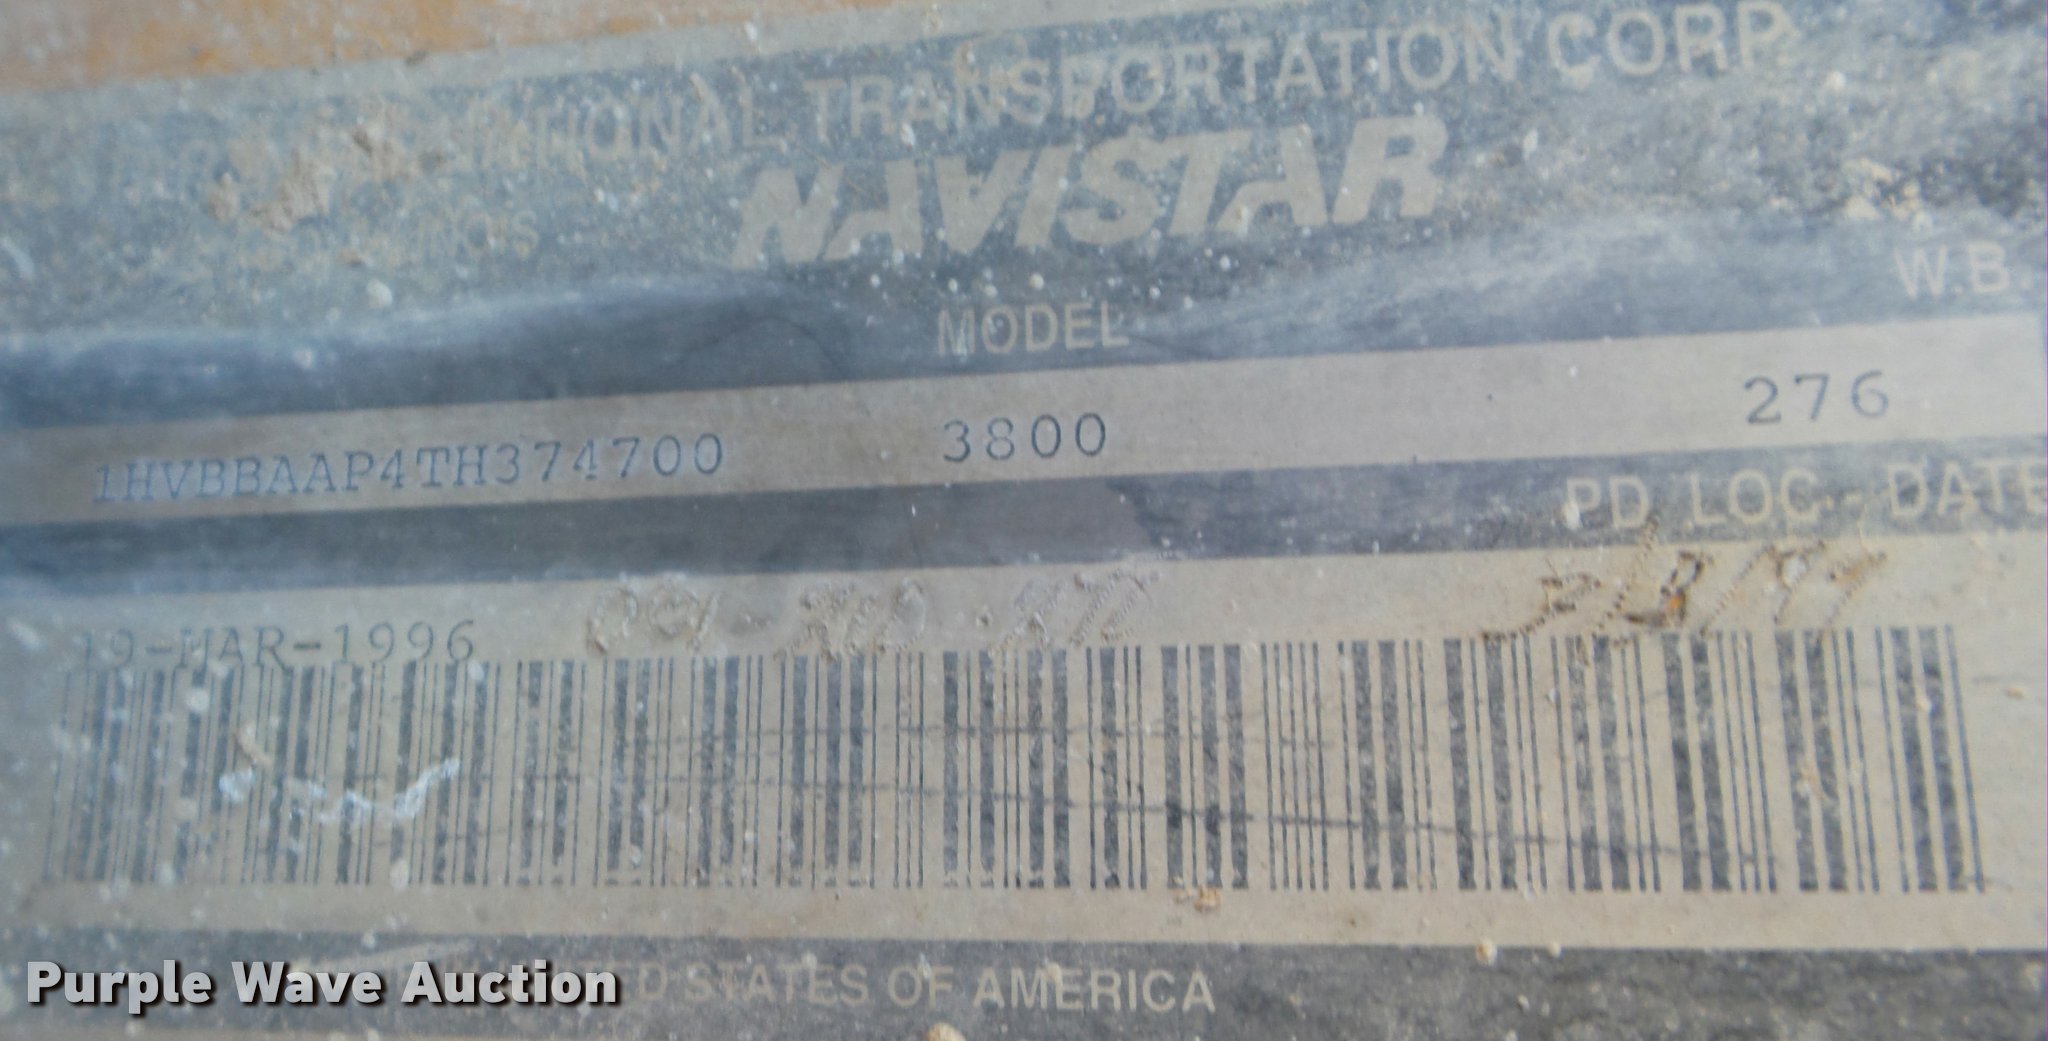 TRANSPORTATION CORP.
NAVISTAR
MODEL
W.B.
1HVBBAAP4TH374700 3800 276
PD LOC - DATE
19-MAR-1996
STATES OF AMERICA
Purple Wave Auction